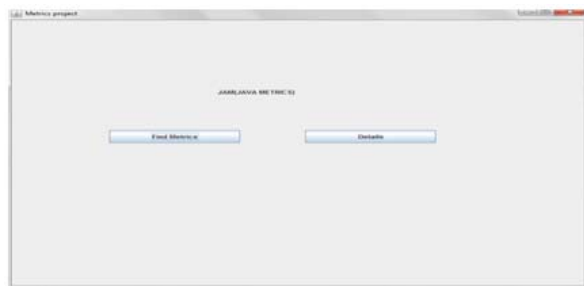 Metrics project
JAM(JAVA METRICS)
Find Metrics
Details